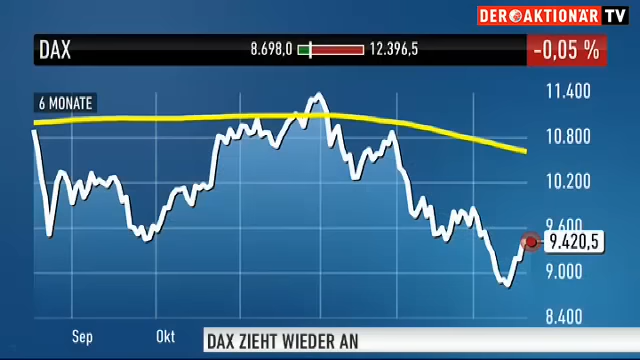 DER AKTIONÄR TV
DAX
8.698,0
12.396,5
-0,05 %
6 MONATE
11.400
10.800
10.200
9.600
9.420,5
9.000
8.400
Sep
Okt
DAX ZIEHT WIEDER AN